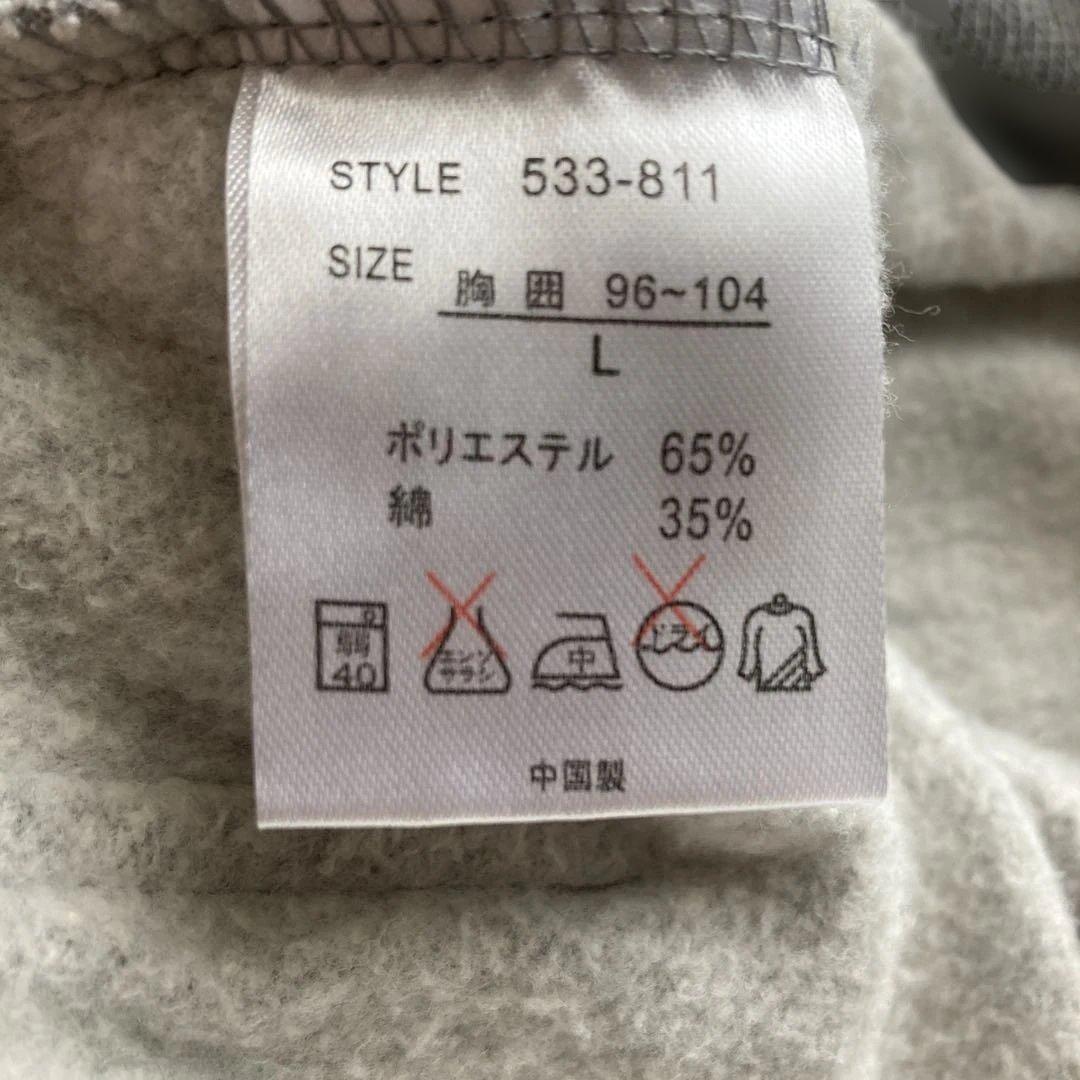 STYLE 533-811
SIZE 胸囲 96~104
L
ポリエステル 65%
綿 35%
弱 40 エンソサラシ 中 ドライ
中国製